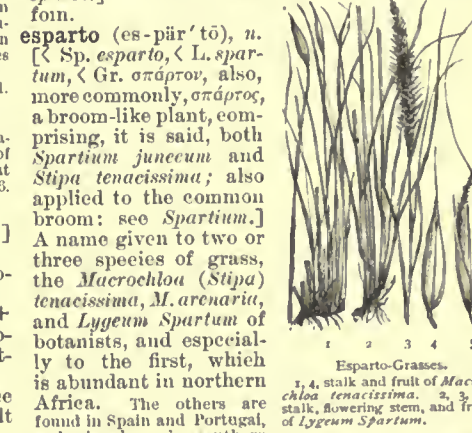 foin.
esparto (es-pär´tō), n.
[< Sp. esparto, < L. spar-
tum, < Gr. σπάρτον, also,
more commonly, σπάρτος,
a broom-like plant, com-
prising, it is said, both
Spartium junceum and
Stipa tenacissima; also
applied to the common
broom: see Spartium.]
A name given to two or
three species of grass,
the Macrochloa (Stipa)
tenacissima, M. arenaria,
and Lygeum Spartum of
botanists, and especial-
ly to the first, which
is abundant in northern
Africa. The others are
found in Spain and Portugal,
1 2 3 4 5
Esparto-Grasses.
1, 4, stalk and fruit of Mac
chloa tenacissima. 2, 3,
stalk, flowering stem, and fr
of Lygeum Spartum.